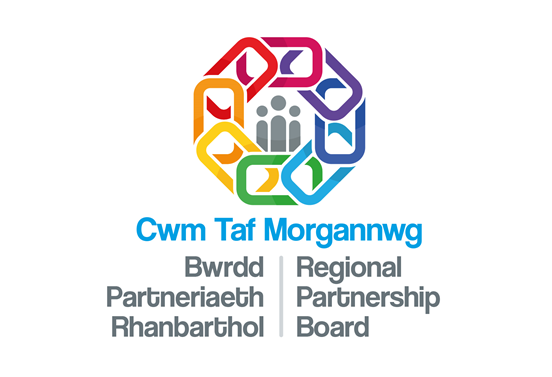 Cwm Taf Morgannwg
Bwrdd
Partneriaeth
Rhanbarthol
Regional
Partnership
Board